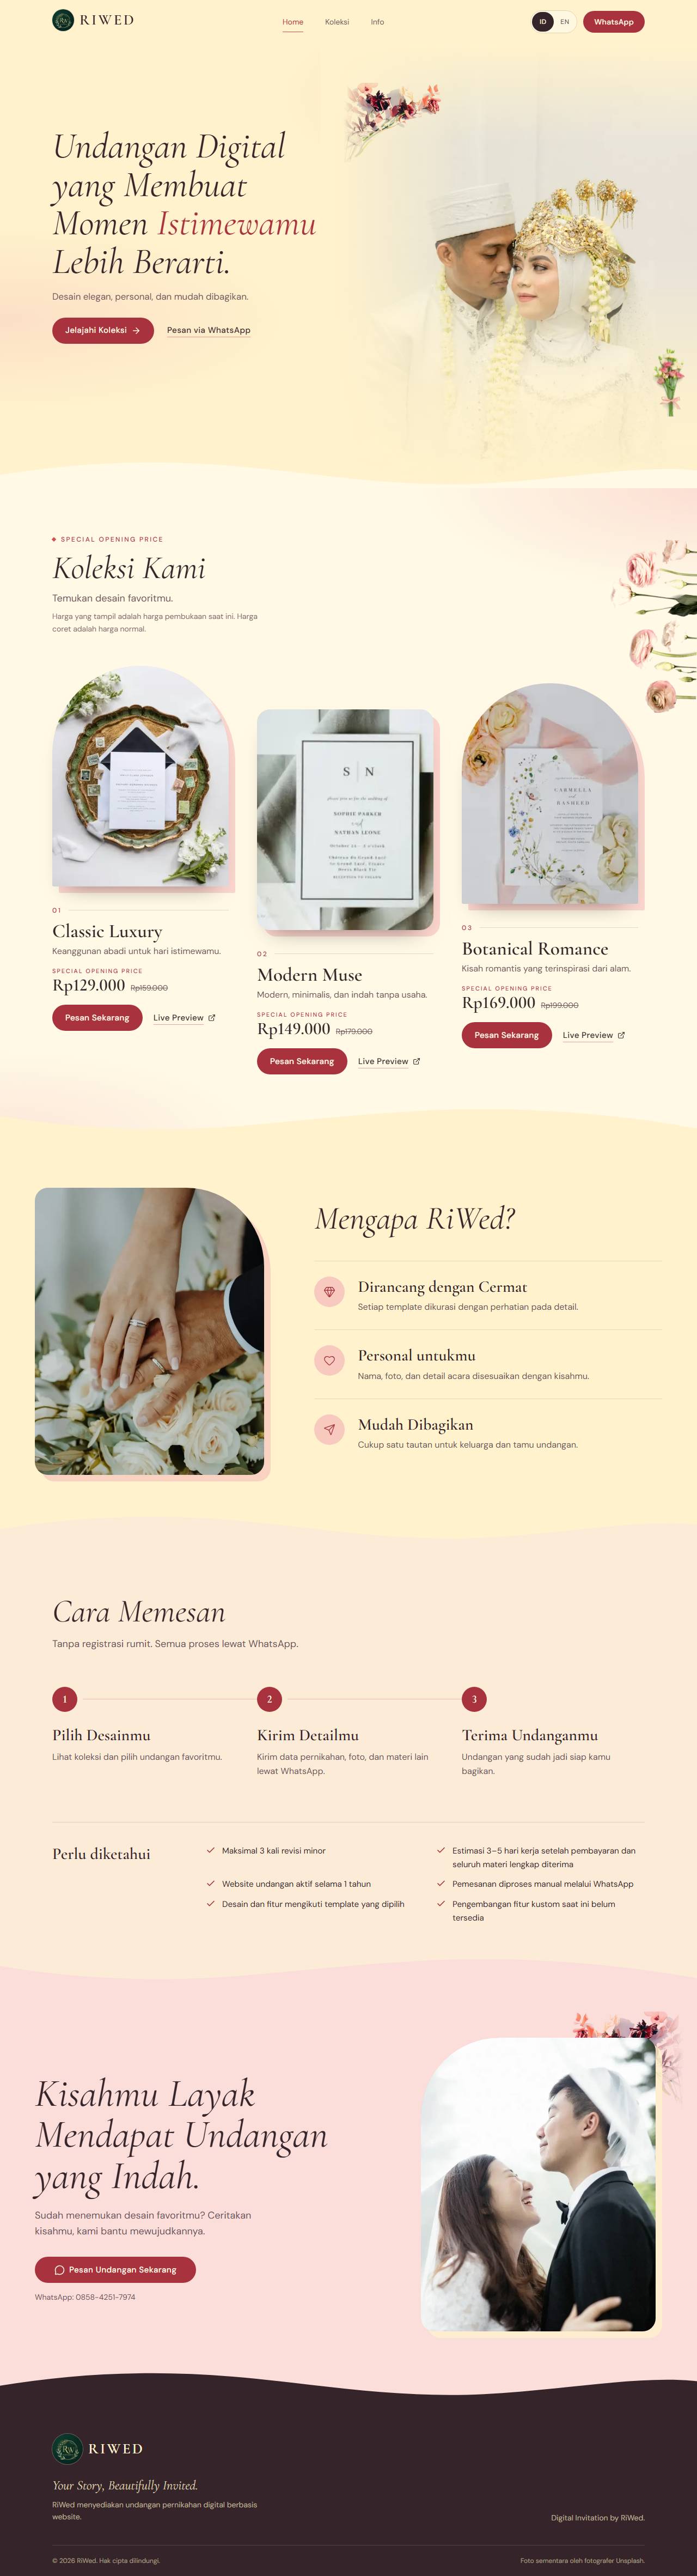 RIWED
Home
Koleksi
Info
ID
EN
WhatsApp
Undangan Digital
yang Membuat
Momen Istimewamu
Lebih Berarti.
Desain elegan, personal, dan mudah dibagikan.
Jelajahi Koleksi
Pesan via WhatsApp
SPECIAL OPENING PRICE
Koleksi Kami
Temukan desain favoritmu.
Harga yang tampil adalah harga pembukaan saat ini. Harga
coret adalah harga normal.
01
Classic Luxury
Keanggunan abadi untuk hari istimewamu.
SPECIAL OPENING PRICE
Rp129.000 Rp159.000
Pesan Sekarang
Live Preview
S | N
SOPHIE PARKER
and
NATHAN LEONE
02
Modern Muse
Modern, minimalis, dan indah tanpa usaha.
SPECIAL OPENING PRICE
Rp149.000 Rp179.000
Pesan Sekarang
Live Preview
CARMELLA
and
RASHEED
03
Botanical Romance
Kisah romantis yang terinspirasi dari alam.
SPECIAL OPENING PRICE
Rp169.000 Rp199.000
Pesan Sekarang
Live Preview
Mengapa RiWed?
Dirancang dengan Cermat
Setiap template dikurasi dengan perhatian pada detail.
Personal untukmu
Nama, foto, dan detail acara disesuaikan dengan kisahmu.
Mudah Dibagikan
Cukup satu tautan untuk keluarga dan tamu undangan.
Cara Memesan
Tanpa registrasi rumit. Semua proses lewat WhatsApp.
1
Pilih Desainmu
Lihat koleksi dan pilih undangan favoritmu.
2
Kirim Detailmu
Kirim data pernikahan, foto, dan materi lain
lewat WhatsApp.
3
Terima Undanganmu
Undangan yang sudah jadi siap kamu
bagikan.
Perlu diketahui
Maksimal 3 kali revisi minor
Estimasi 3–5 hari kerja setelah pembayaran dan
seluruh materi lengkap diterima
Website undangan aktif selama 1 tahun
Pemesanan diproses manual melalui WhatsApp
Desain dan fitur mengikuti template yang dipilih
Pengembangan fitur kustom saat ini belum
tersedia
Kisahmu Layak
Mendapat Undangan
yang Indah.
Sudah menemukan desain favoritmu? Ceritakan
kisahmu, kami bantu mewujudkannya.
Pesan Undangan Sekarang
WhatsApp: 0858-4251-7974
RIWED
Your Story, Beautifully Invited.
RiWed menyediakan undangan pernikahan digital berbasis
website.
Digital Invitation by RiWed.
© 2026 RiWed. Hak cipta dilindungi.
Foto sementara oleh fotografer Unsplash.